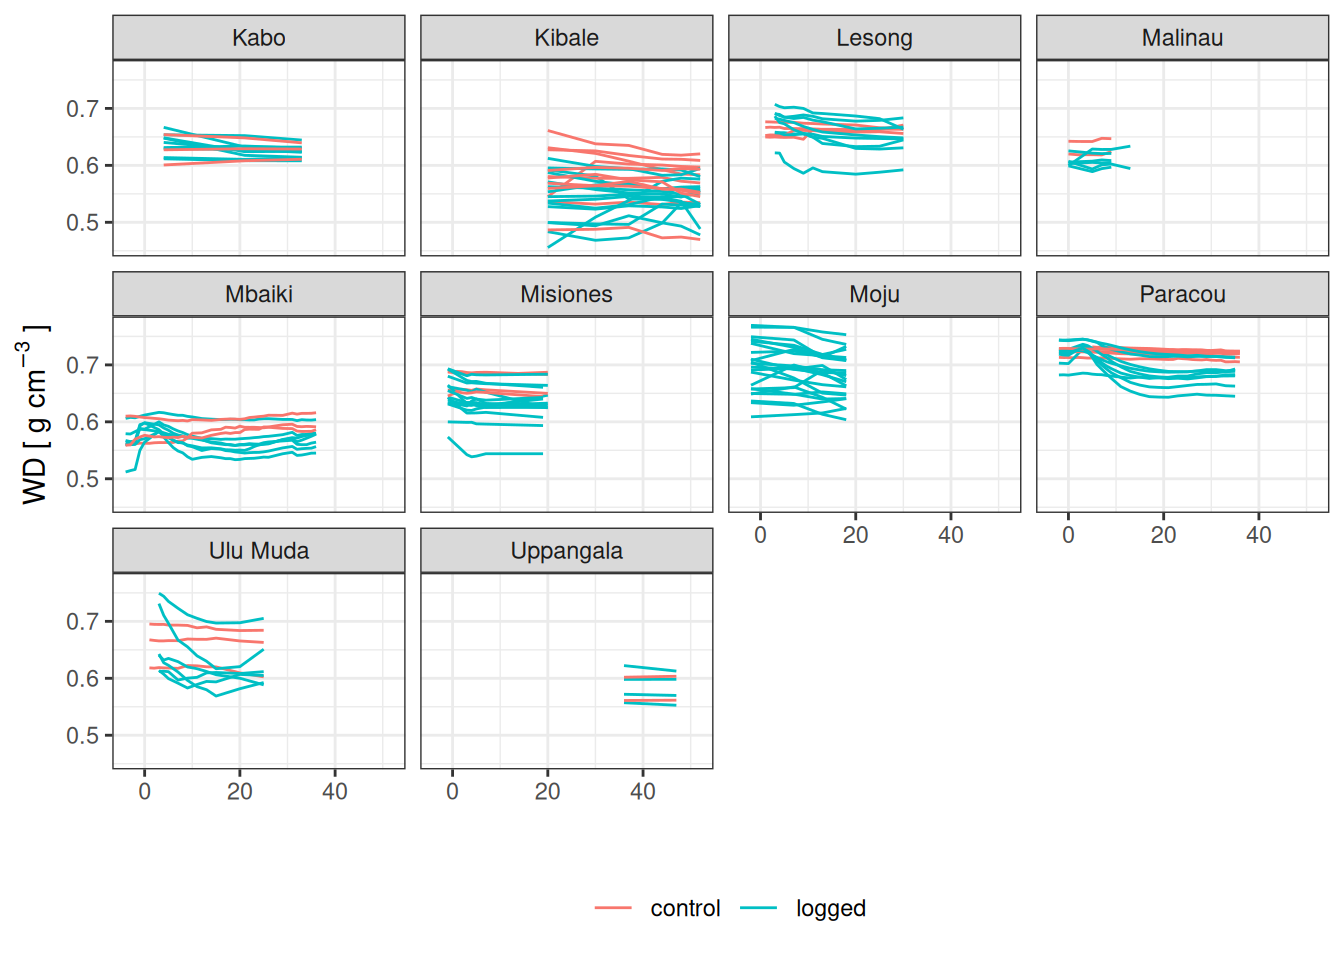 Kabo Kibale Lesong Malinau
0.7
0.6
0.5
Mbaiki Misiones Moju Paracou
0.7
0.6
0.5
0 20 40 0 20 40
Ulu Muda Uppangala
0.7
0.6
0.5
0 20 40 0 20 40
WD [ g cm⁻³ ]
control logged